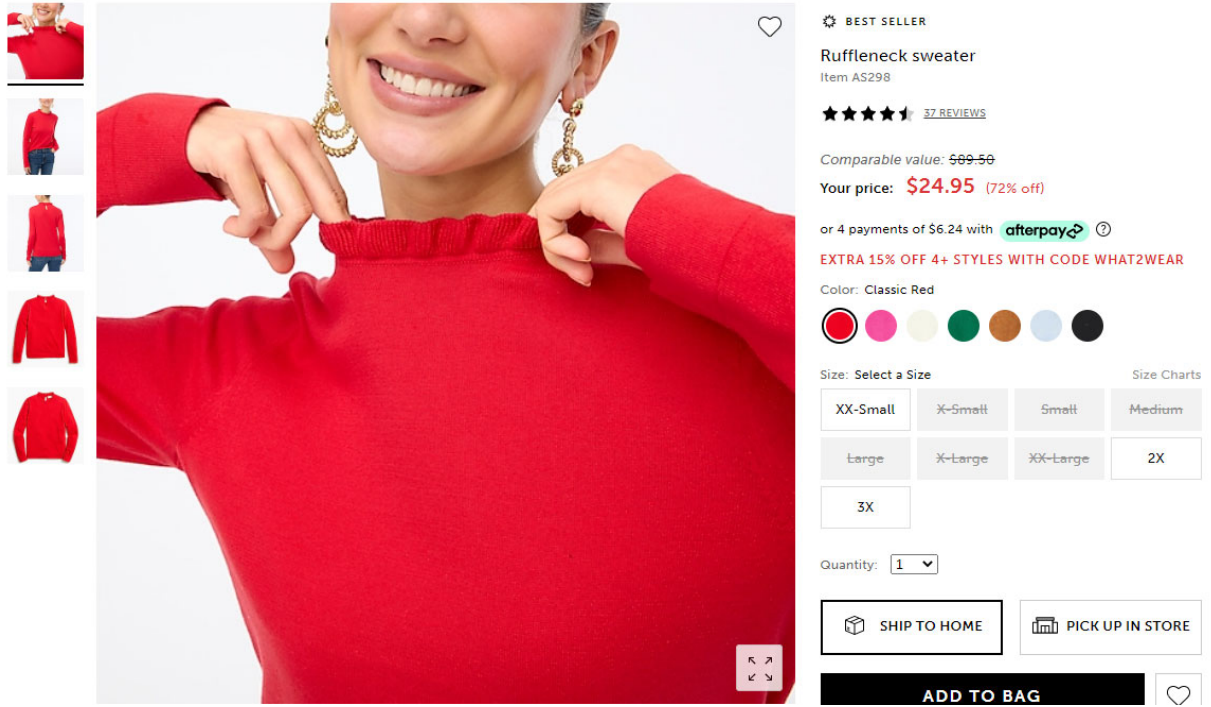 BEST SELLER
Ruffleneck sweater
Item AS298
37 REVIEWS
Comparable value: $89.50
Your price: $24.95 (72% off)
or 4 payments of $6.24 with afterpay ?
EXTRA 15% OFF 4+ STYLES WITH CODE WHAT2WEAR
Color: Classic Red
Size: Select a Size Size Charts
XX-Small X-Small Small Medium
Large X-Large XX-Large 2X
3X
Quantity: 1
SHIP TO HOME PICK UP IN STORE
ADD TO BAG